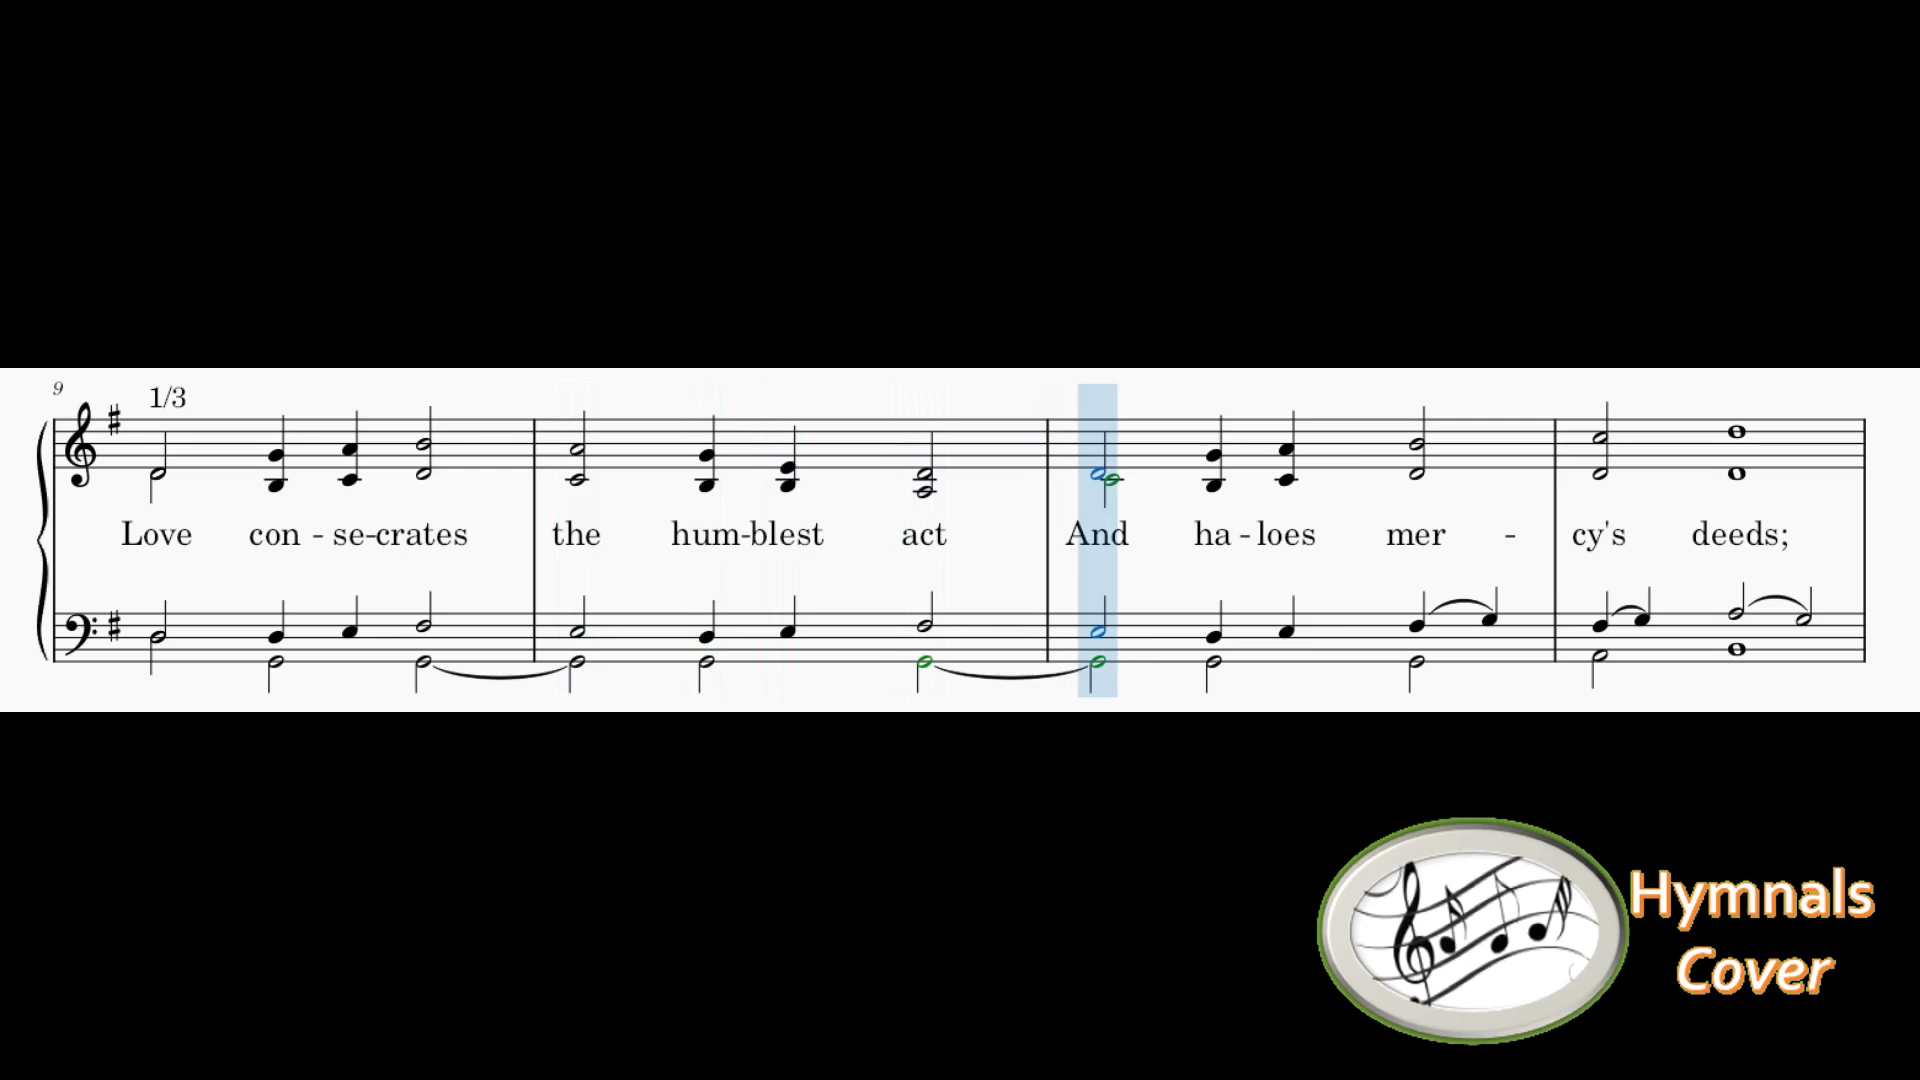 9
1/3
Love con - se-crates the hum-blest act And ha - loes mer - cy's deeds;
Hymnals
Cover